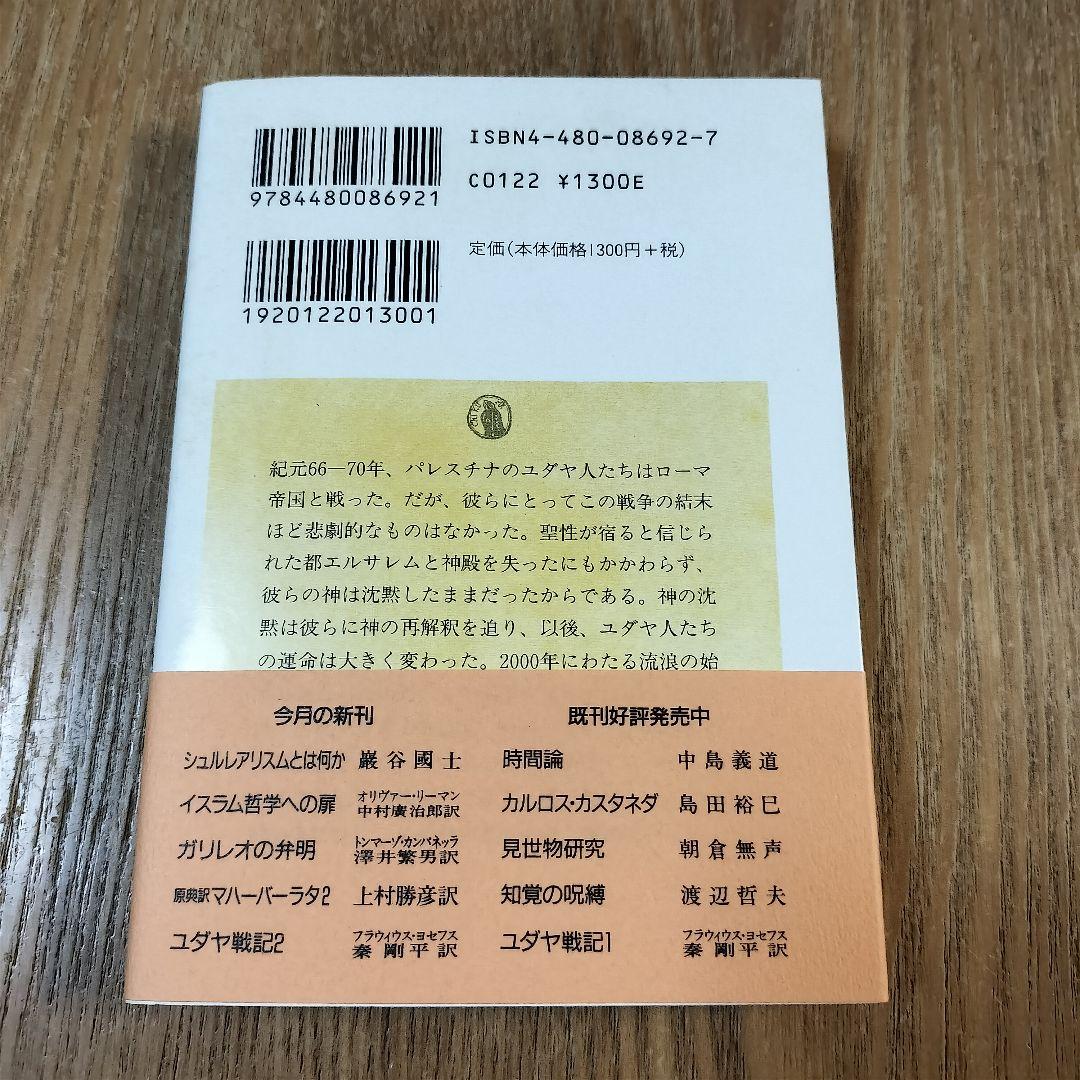 ISBN4-480-08692-7
9784480086921
C0122 ¥1300E
定価(本体価格1300円+税)
1920122013001
紀元66―70年、パレスチナのユダヤ人たちはローマ
帝国と戦った。だが、彼らにとってこの戦争の結末
ほど悲劇的なものはなかった。聖性が宿ると信じら
れた都エルサレムと神殿を失ったにもかかわらず、
彼らの神は沈黙したままだったからである。神の沈
黙は彼らに神の再解釈を迫り、以後、ユダヤ人たち
の運命は大きく変わった。2000年にわたる流浪の始
今月の新刊
シュルレアリスムとは何か 巖谷國士
イスラム哲学への扉 オリヴァー・リーマン 中村廣治郎訳
ガリレオの弁明 トンマーゾ・カンパネッラ 澤井繁男訳
原典訳マハーバーラタ2 上村勝彦訳
ユダヤ戦記2 フラウィウス・ヨセフス 秦剛平訳
既刊好評発売中
時間論 中島義道
カルロス・カスタネダ 島田裕巳
見世物研究 朝倉無声
知覚の呪縛 渡辺哲夫
ユダヤ戦記1 フラウィウス・ヨセフス 秦剛平訳